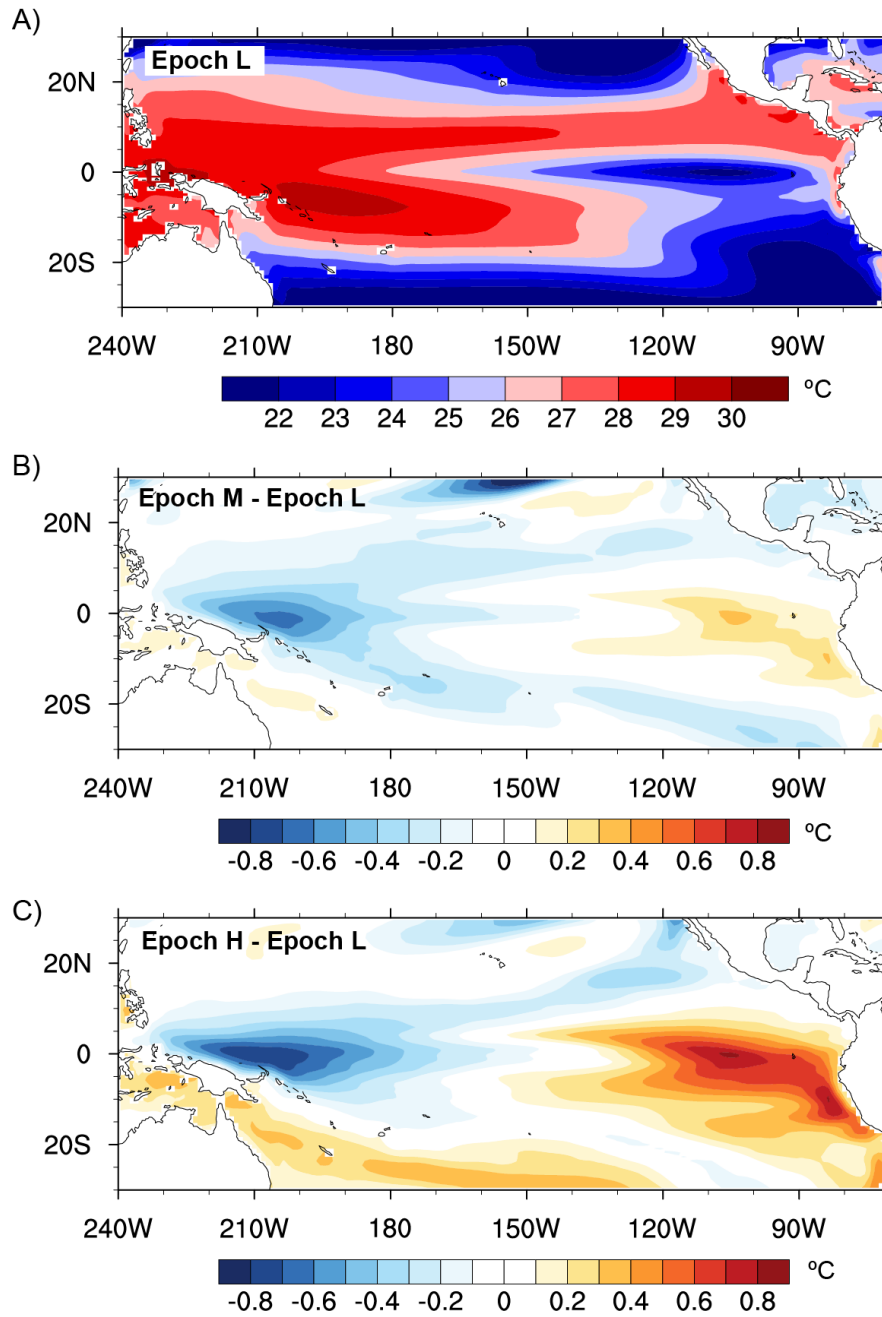 A)
Epoch L
20N
0
20S
240W 210W 180 150W 120W 90W
22 23 24 25 26 27 28 29 30 ºC
B)
Epoch M - Epoch L
20N
0
20S
240W 210W 180 150W 120W 90W
-0.8 -0.6 -0.4 -0.2 0 0.2 0.4 0.6 0.8 ºC
C)
Epoch H - Epoch L
20N
0
20S
240W 210W 180 150W 120W 90W
-0.8 -0.6 -0.4 -0.2 0 0.2 0.4 0.6 0.8 ºC